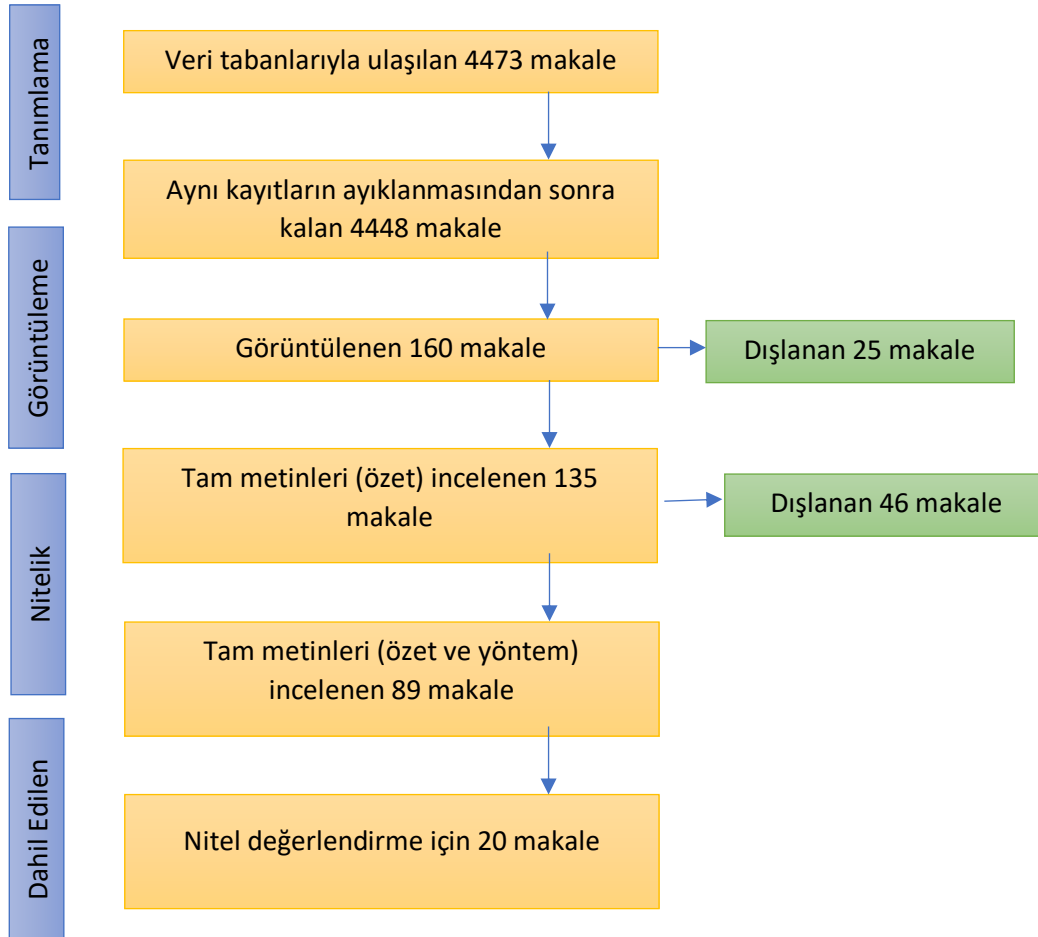 Tanımlama
Veri tabanlarıyla ulaşılan 4473 makale
Aynı kayıtların ayıklanmasından sonra
kalan 4448 makale
Görüntüleme
Görüntülenen 160 makale
Dışlanan 25 makale
Nitelik
Tam metinleri (özet) incelenen 135
makale
Dışlanan 46 makale
Tam metinleri (özet ve yöntem)
incelenen 89 makale
Dahil Edilen
Nitel değerlendirme için 20 makale